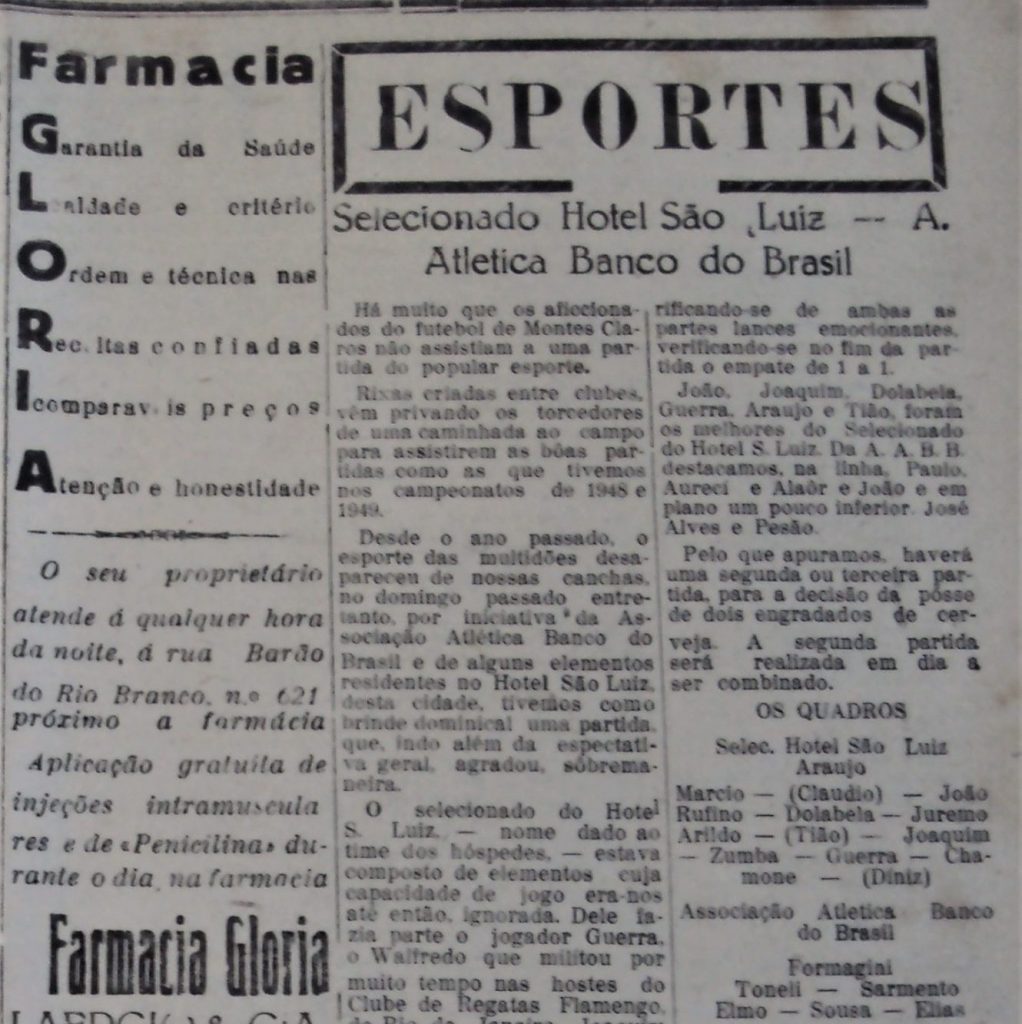 Farmacia
Garantia da Saúde
Lealdade e critério
Ordem e técnica nas
Receitas confiadas
Icomparaveis preços
Atenção e honestidade
O seu proprietário
atende á qualquer hora
da noite, á rua Barão
do Rio Branco, n.º 621
próximo a farmácia
Aplicação gratuita de
injeções intramuscula
res e de «Penicilina» du-
rante o dia, na farmacia
Farmacia Gloria
ESPORTES
Selecionado Hotel São Luiz -- A.
Atletica Banco do Brasil
Há muito que os aficciona-
dos do futebol de Montes Cla-
ros não assistiam a uma par-
tida do popular esporte.
Rixas criadas entre clubes,
vêm privando os torcedores
de uma caminhada ao campo
para assistirem as bôas par-
tidas como as que tivemos
nos campeonatos de 1948 e
1949.
Desde o ano passado, o
esporte das multidões desa-
pareceu de nossas canchas,
no domingo passado entre-
tanto, por iniciativa da As-
sociação Atlética Banco do
Brasil e de alguns elementos
residentes no Hotel São Luiz,
desta cidade, tivemos como
brinde dominical uma partida,
que, indo além da espectati-
va geral, agradou, sôbrema-
neira.
O selecionado do Hotel
S. Luiz, — nome dado ao
time dos hóspedes, — estava
composto de elementos cuja
capacidade de jogo era-nos
até então, ignorada. Dele fa-
zia parte o jogador Guerra,
o Walfredo que militou por
muito tempo nas hostes do
Clube de Regatas Flamengo,
do Rio de Janeiro, Joaquim
rificando-se de ambas as
partes lances emocionantes,
verificando-se no fim da par-
tida o empate de 1 a 1.
João, Joaquim, Dolabela,
Guerra, Araujo e Tião, foram
os melhores do Selecionado
do Hotel S. Luiz. Da A. A. B. B.
destacamos, na linha, Paulo,
Aureci e Alaôr e João e em
plano um pouco inferior, José
Alves e Pesão.
Pelo que apuramos, haverá
uma segunda ou terceira par-
tida, para a decisão da pósse
de dois engradados de cer-
veja. A segunda partida
será realizada em dia a
ser combinado.
OS QUADROS
Selec. Hotel São Luiz
Araujo
Marcio — (Claudio) — João
Rufino — Dolabela — Juremo
Arildo — (Tião) — Joaquim
— Zumba — Guerra — Cha-
mone — (Diniz)
Associação Atletica Banco
do Brasil
Formagini
Toneli — Sarmento
Elmo — Sousa — Elias